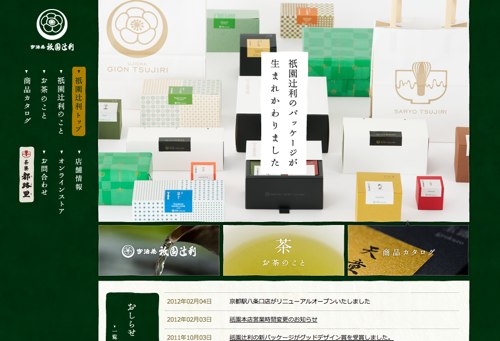 宇治茶 祇園辻利
祇園辻利トップ
祇園辻利のこと
お茶のこと
商品カタログ
店舗情報
オンラインストア
お問合わせ
茶寮 都路里
GION TSUJIRI
SARYO TSUJIRI
祇園辻利のパッケージが
生まれかわりました
宇治茶 祇園辻利
茶
お茶のこと
商品カタログ
おしらせ
一覧
2012年02月04日 京都駅八条口店がリニューアルオープンいたしました
2012年02月03日 祇園本店営業時間変更のお知らせ
2011年10月03日 祇園辻利の新パッケージがグッドデザイン賞を受賞しました。